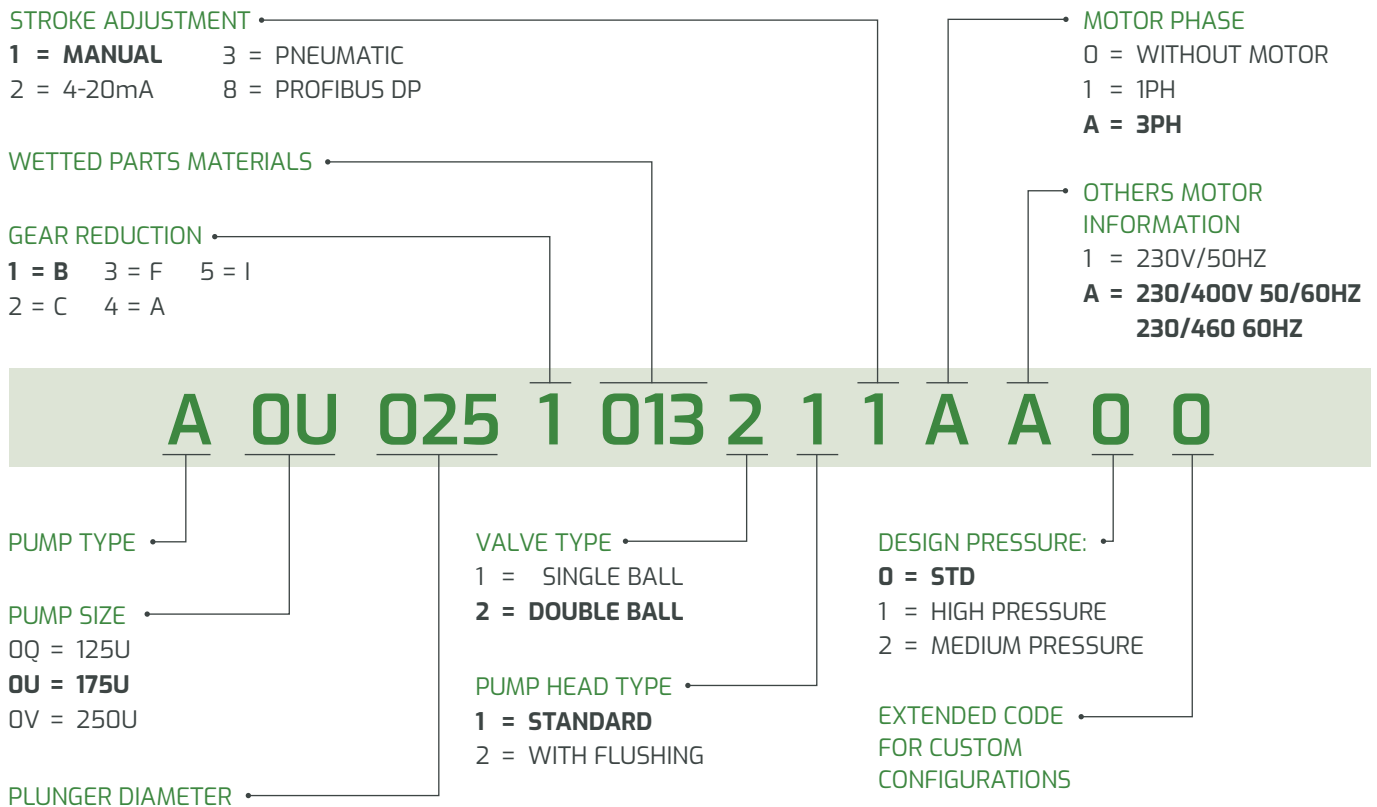 STROKE ADJUSTMENT
1 = MANUAL 3 = PNEUMATIC
2 = 4-20mA 8 = PROFIBUS DP
WETTED PARTS MATERIALS
GEAR REDUCTION
1 = B 3 = F 5 = I
2 = C 4 = A
MOTOR PHASE
0 = WITHOUT MOTOR
1 = 1PH
A = 3PH
OTHERS MOTOR
INFORMATION
1 = 230V/50HZ
A = 230/400V 50/60HZ
230/460 60HZ
A 0U 025 1 013 2 1 1 A A 0 0
PUMP TYPE
PUMP SIZE
0Q = 125U
0U = 175U
0V = 250U
PLUNGER DIAMETER
VALVE TYPE
1 = SINGLE BALL
2 = DOUBLE BALL
PUMP HEAD TYPE
1 = STANDARD
2 = WITH FLUSHING
DESIGN PRESSURE:
0 = STD
1 = HIGH PRESSURE
2 = MEDIUM PRESSURE
EXTENDED CODE
FOR CUSTOM
CONFIGURATIONS